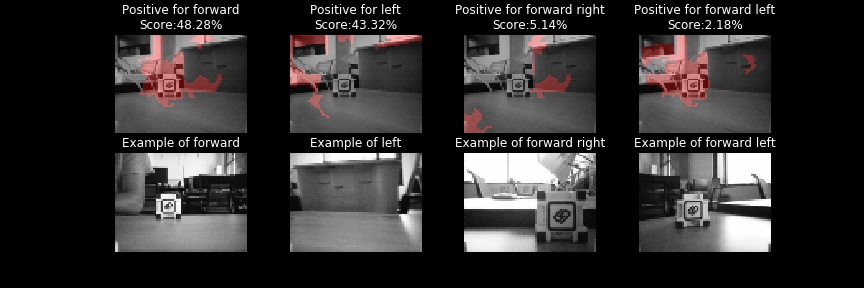 Positive for forward
Score:48.28%
Positive for left
Score:43.32%
Positive for forward right
Score:5.14%
Positive for forward left
Score:2.18%
Example of forward
Example of left
Example of forward right
Example of forward left